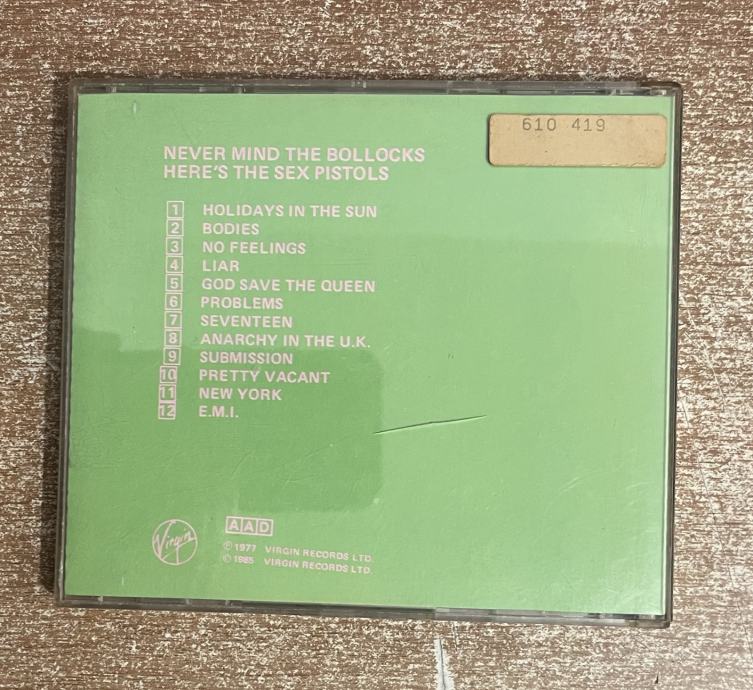 610 419
NEVER MIND THE BOLLOCKS
HERE'S THE SEX PISTOLS
1 HOLIDAYS IN THE SUN
2 BODIES
3 NO FEELINGS
4 LIAR
5 GOD SAVE THE QUEEN
6 PROBLEMS
7 SEVENTEEN
8 ANARCHY IN THE U.K.
9 SUBMISSION
10 PRETTY VACANT
11 NEW YORK
12 E.M.I.
Virgin
AAD
℗ 1977 VIRGIN RECORDS LTD.
© 1985 VIRGIN RECORDS LTD.